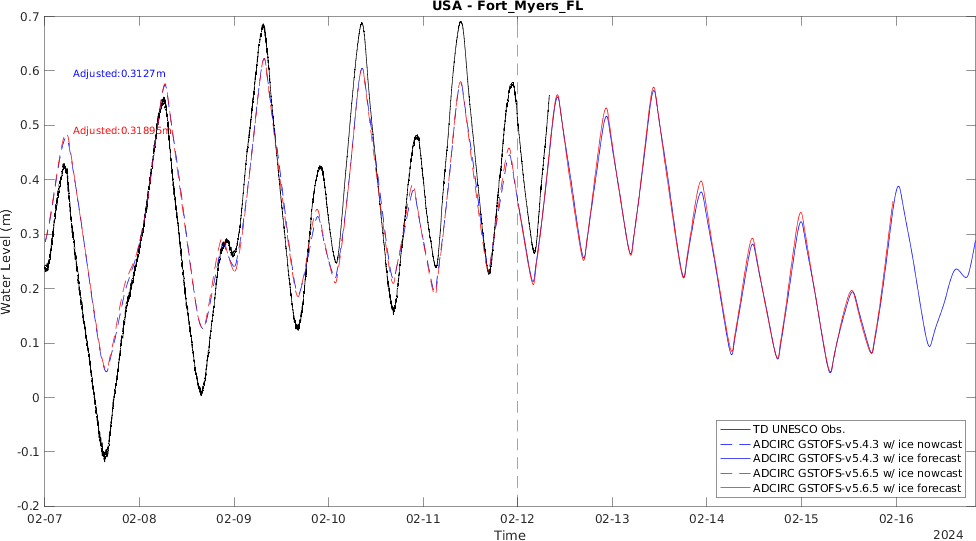 USA - Fort_Myers_FL
0.7
0.6
0.5
0.4
0.3
0.2
0.1
0
-0.1
-0.2
Water Level (m)
Adjusted:0.3127m
Adjusted:0.31895m
TD UNESCO Obs.
ADCIRC GSTOFS-v5.4.3 w/ ice nowcast
ADCIRC GSTOFS-v5.4.3 w/ ice forecast
ADCIRC GSTOFS-v5.6.5 w/ ice nowcast
ADCIRC GSTOFS-v5.6.5 w/ ice forecast
02-07 02-08 02-09 02-10 02-11 02-12 02-13 02-14 02-15 02-16
Time
2024